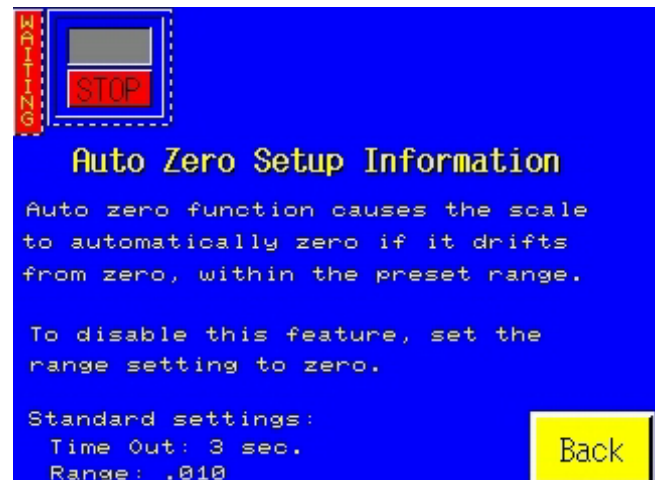 WAITING
STOP
Auto Zero Setup Information
Auto zero function causes the scale
to automatically zero if it drifts
from zero, within the preset range.
To disable this feature, set the
range setting to zero.
Standard settings:
Time Out: 3 sec.
Range: .010
Back